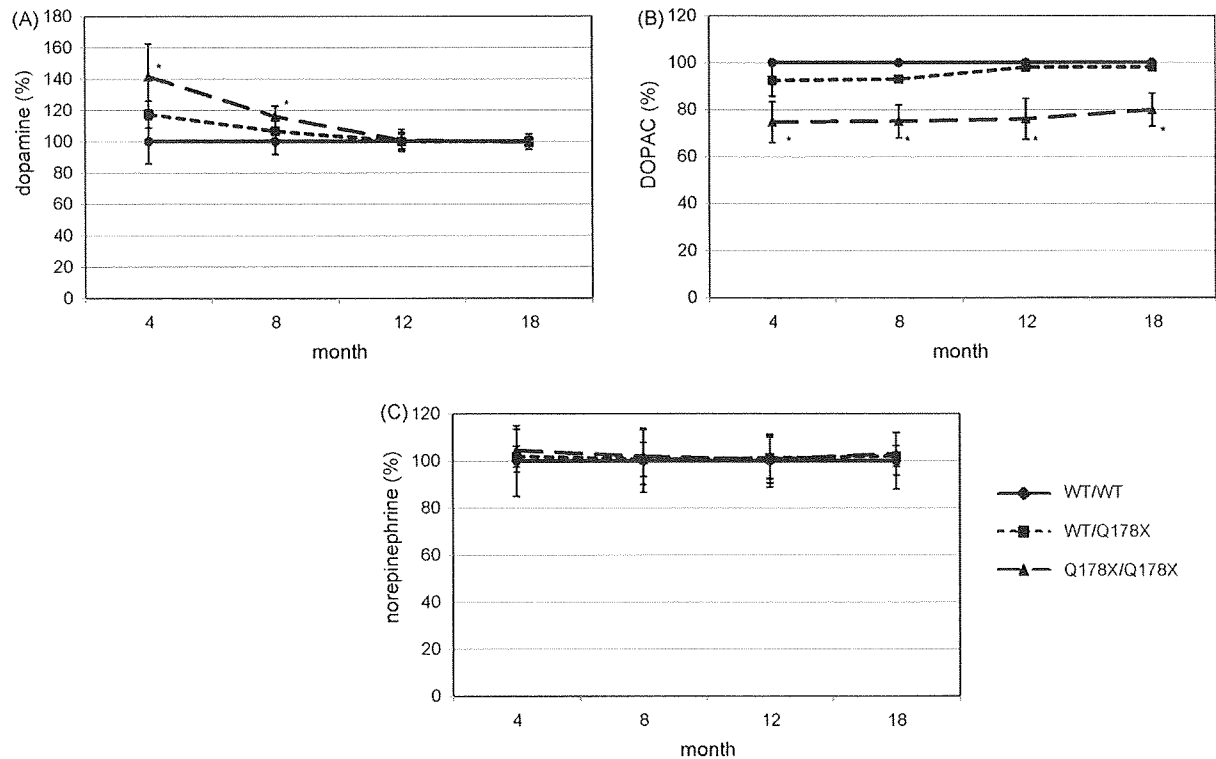 (A)
dopamine (%)
180
160
140
120
100
80
60
40
20
0
*
*
4 8 12 18
month
(B)
DOPAC (%)
120
100
80
60
40
20
0
* * * *
4 8 12 18
month
(C)
norepinephrine (%)
120
100
80
60
40
20
0
4 8 12 18
month
WT/WT
WT/Q178X
Q178X/Q178X